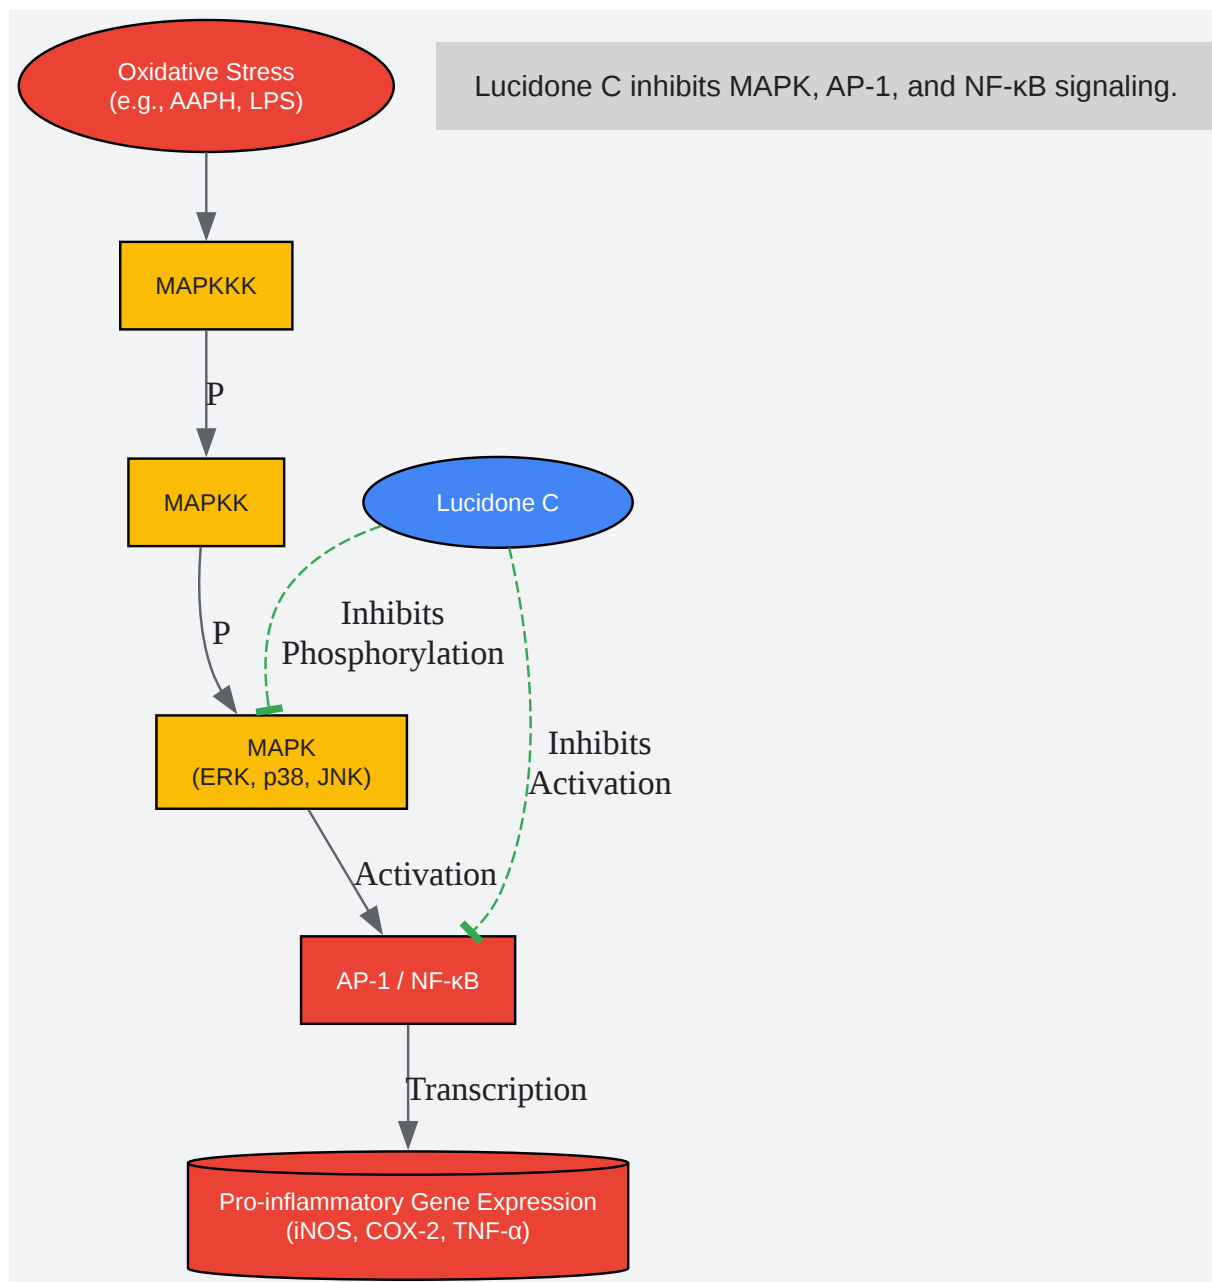 Oxidative Stress
(e.g., AAPH, LPS)
Lucidone C inhibits MAPK, AP-1, and NF-κB signaling.
MAPKKK
P
MAPKK
Lucidone C
P
Inhibits
Phosphorylation
MAPK
(ERK, p38, JNK)
Inhibits
Activation
Activation
AP-1 / NF-κB
Transcription
Pro-inflammatory Gene Expression
(iNOS, COX-2, TNF-α)